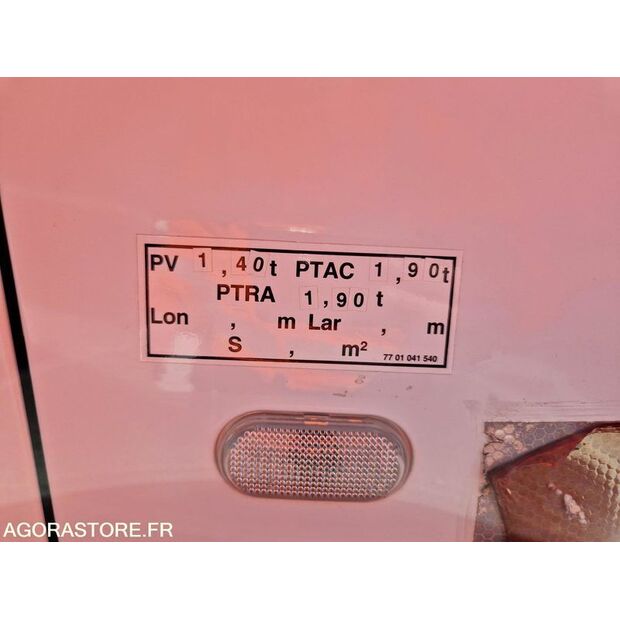 PV 1,40t PTAC 1,90t
PTRA 1,90t
Lon , m Lar , m
S , m²
77 01 041 540
AGORASTORE.FR